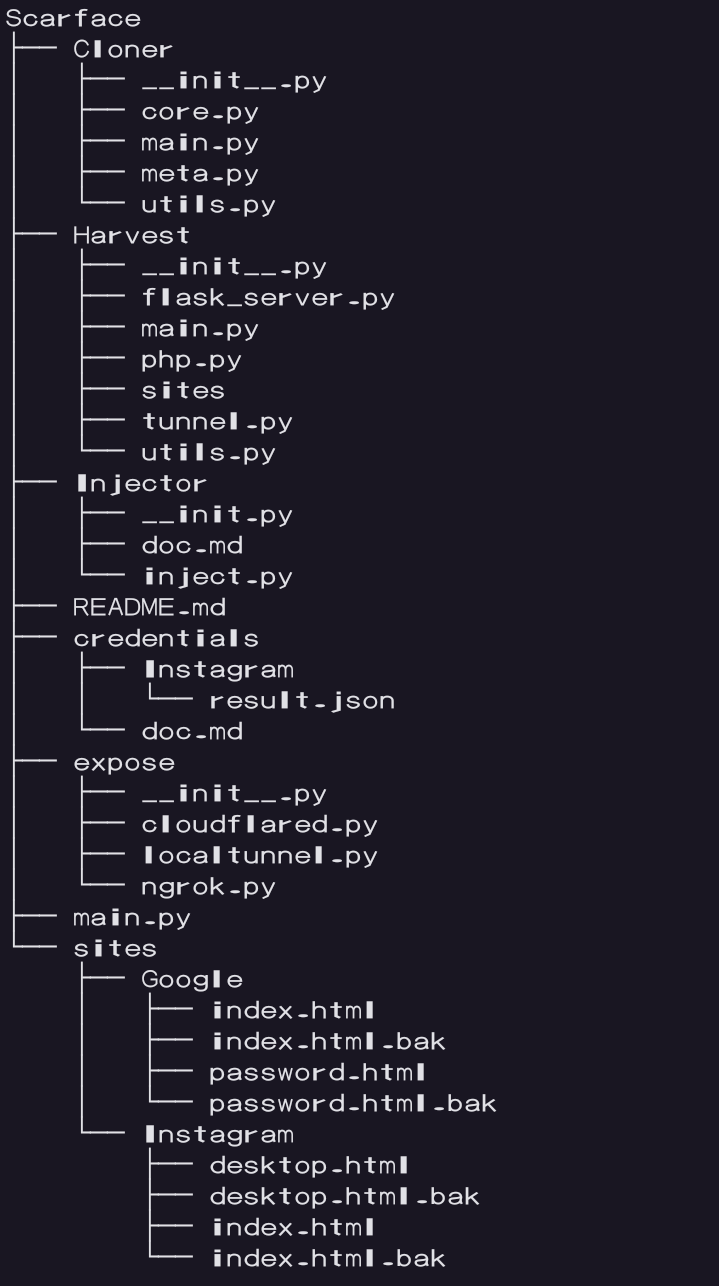 Scarface
├── Cloner
│   ├── __init__.py
│   ├── core.py
│   ├── main.py
│   ├── meta.py
│   └── utils.py
├── Harvest
│   ├── __init__.py
│   ├── flask_server.py
│   ├── main.py
│   ├── php.py
│   ├── sites
│   ├── tunnel.py
│   └── utils.py
├── Injector
│   ├── __init.py
│   ├── doc.md
│   └── inject.py
├── README.md
├── credentials
│   ├── Instagram
│   │   └── result.json
│   └── doc.md
├── expose
│   ├── __init__.py
│   ├── cloudflared.py
│   ├── localtunnel.py
│   └── ngrok.py
├── main.py
└── sites
    ├── Google
    │   ├── index.html
    │   ├── index.html.bak
    │   ├── password.html
    │   └── password.html.bak
    └── Instagram
        ├── desktop.html
        ├── desktop.html.bak
        ├── index.html
        └── index.html.bak